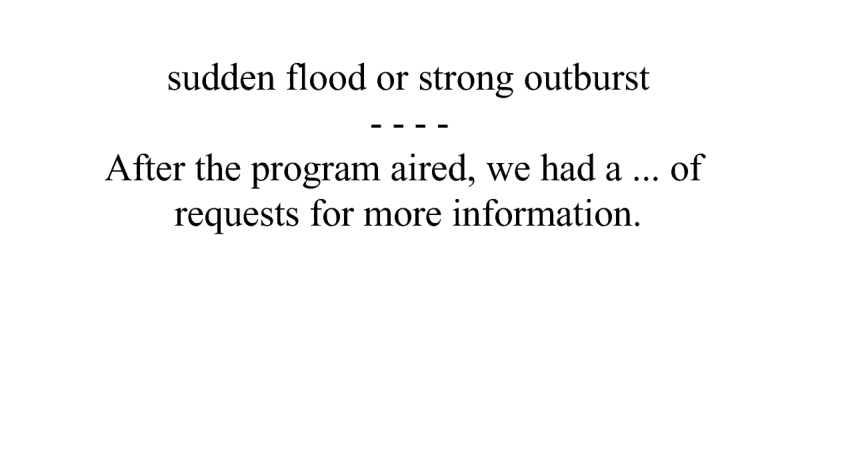 sudden flood or strong outburst
- - - -
After the program aired, we had a ... of
requests for more information.